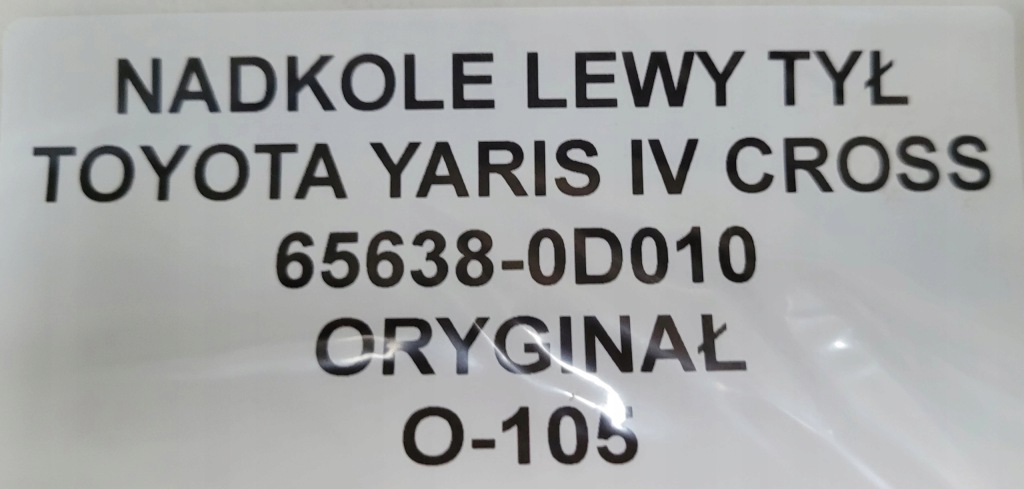 NADKOLE LEWY TYŁ
TOYOTA YARIS IV CROSS
65638-0D010
ORYGINAŁ
O-105